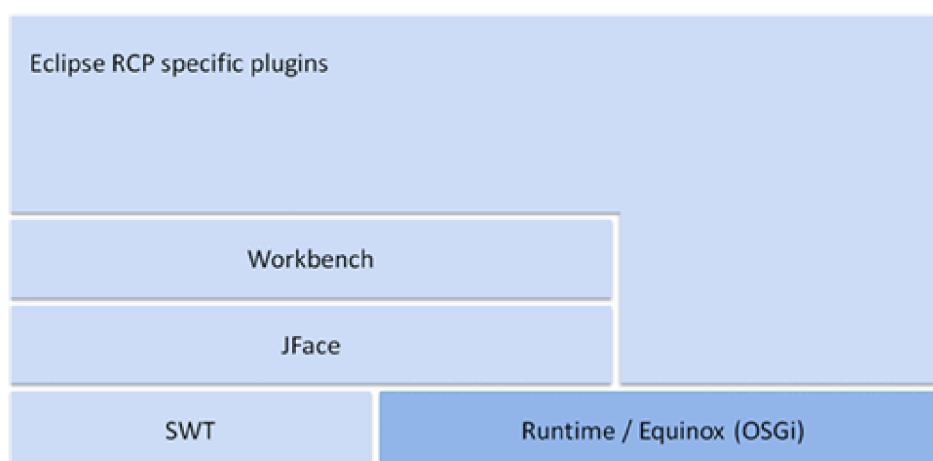 Eclipse RCP specific plugins
Workbench
JFace
SWT
Runtime / Equinox (OSGi)